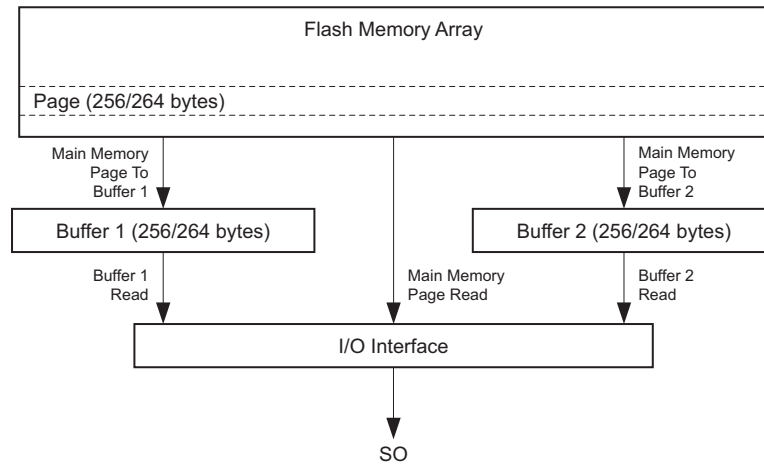 Flash Memory Array
Page (256/264 bytes)
Main Memory
Page To
Buffer 1
Main Memory
Page To
Buffer 2
Buffer 1 (256/264 bytes)
Buffer 2 (256/264 bytes)
Buffer 1
Read
Main Memory
Page Read
Buffer 2
Read
I/O Interface
SO